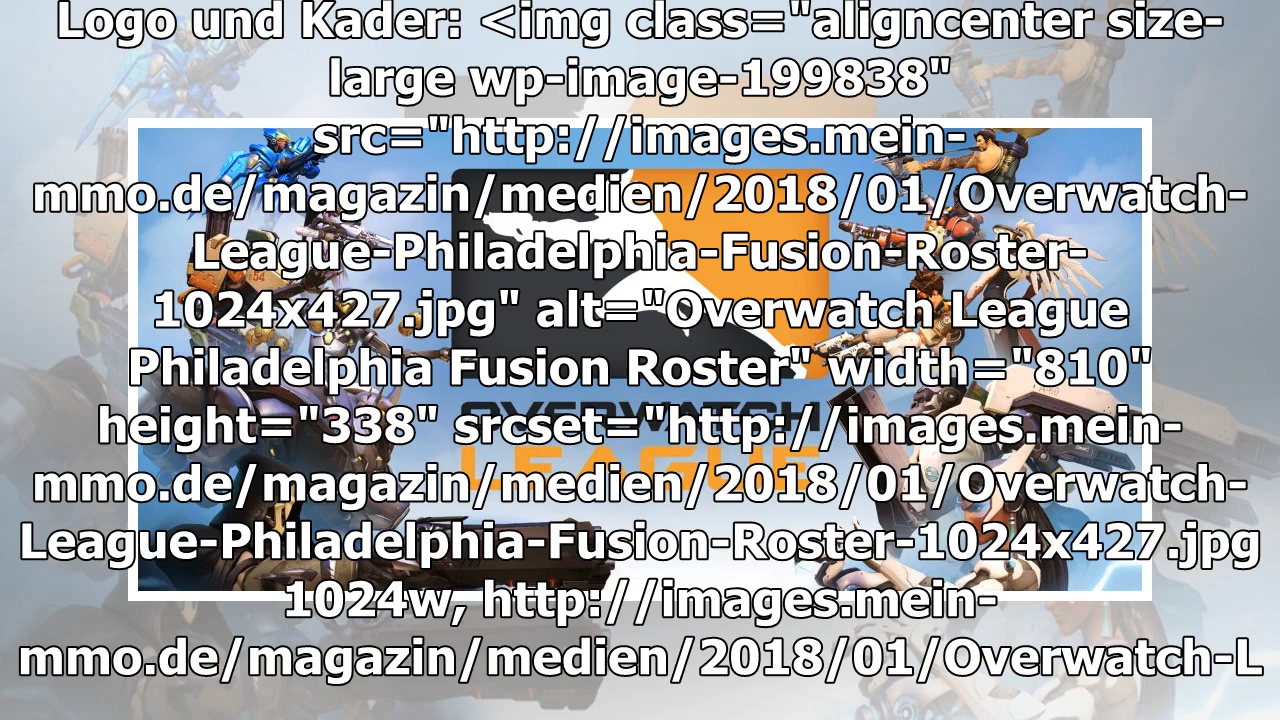 Logo und Kader: <img class="aligncenter size-
large wp-image-199838"
src="http://images.mein-
mmo.de/magazin/medien/2018/01/Overwatch-
League-Philadelphia-Fusion-Roster-
1024x427.jpg" alt="Overwatch League
Philadelphia Fusion Roster" width="810"
height="338" srcset="http://images.mein-
mmo.de/magazin/medien/2018/01/Overwatch-
League-Philadelphia-Fusion-Roster-1024x427.jpg
1024w, http://images.mein-
mmo.de/magazin/medien/2018/01/Overwatch-L
OVERWATCH
LEAGUE